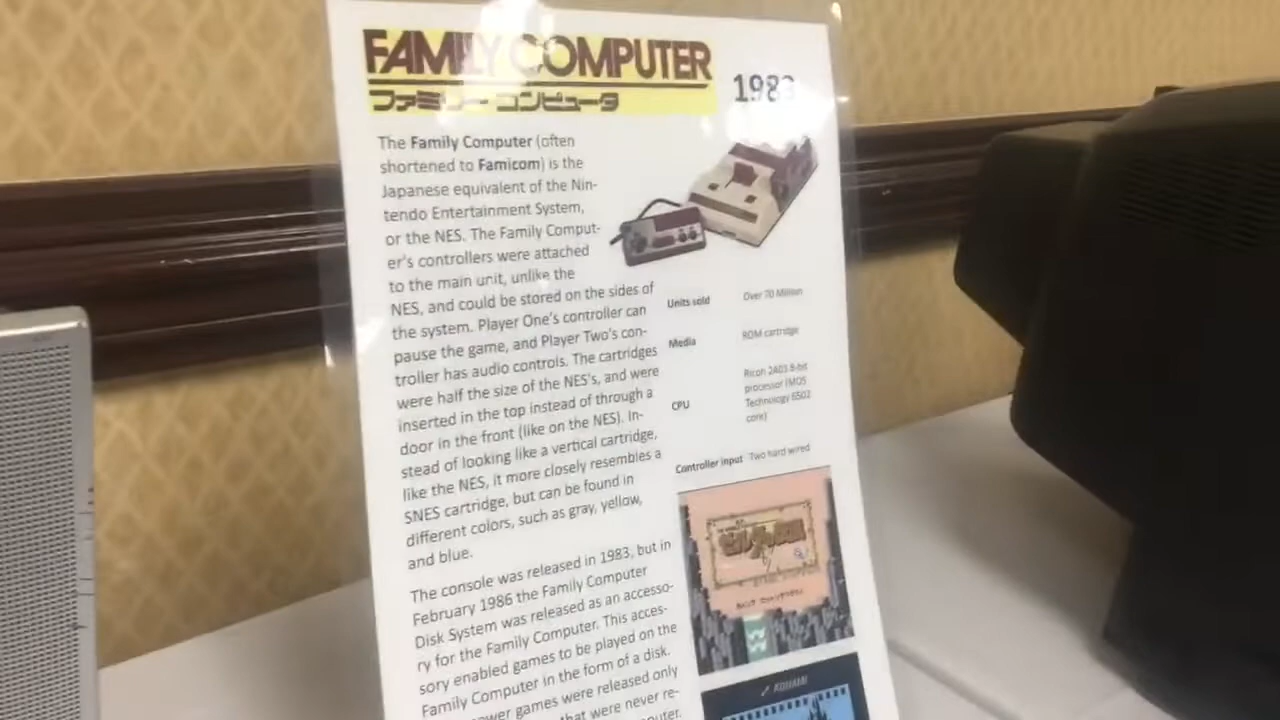 FAMILY COMPUTER
ファミリー コンピュータ
1983
The Family Computer (often
shortened to Famicom) is the
Japanese equivalent of the Nin-
tendo Entertainment System,
or the NES. The Family Comput-
er's controllers were attached
to the main unit, unlike the
NES, and could be stored on the sides of
the system. Player One's controller can
pause the game, and Player Two's con-
troller has audio controls. The cartridges
were half the size of the NES's, and were
inserted in the top instead of through a
door in the front (like on the NES). In-
stead of looking like a vertical cartridge,
like the NES, it more closely resembles a
SNES cartridge, but can be found in
different colors, such as gray, yellow,
and blue.
The console was released in 1983, but in
February 1986 the Family Computer
Disk System was released as an accesso-
ry for the Family Computer. This acces-
sory enabled games to be played on the
Family Computer in the form of a disk.
games were released only
that were never re-
Units sold Over 70 Million
Media ROM cartridge
CPU Ricoh 2A03 8-bit
processor (MOS
Technology 6502
core)
Controller input Two hard wired
KONAMI